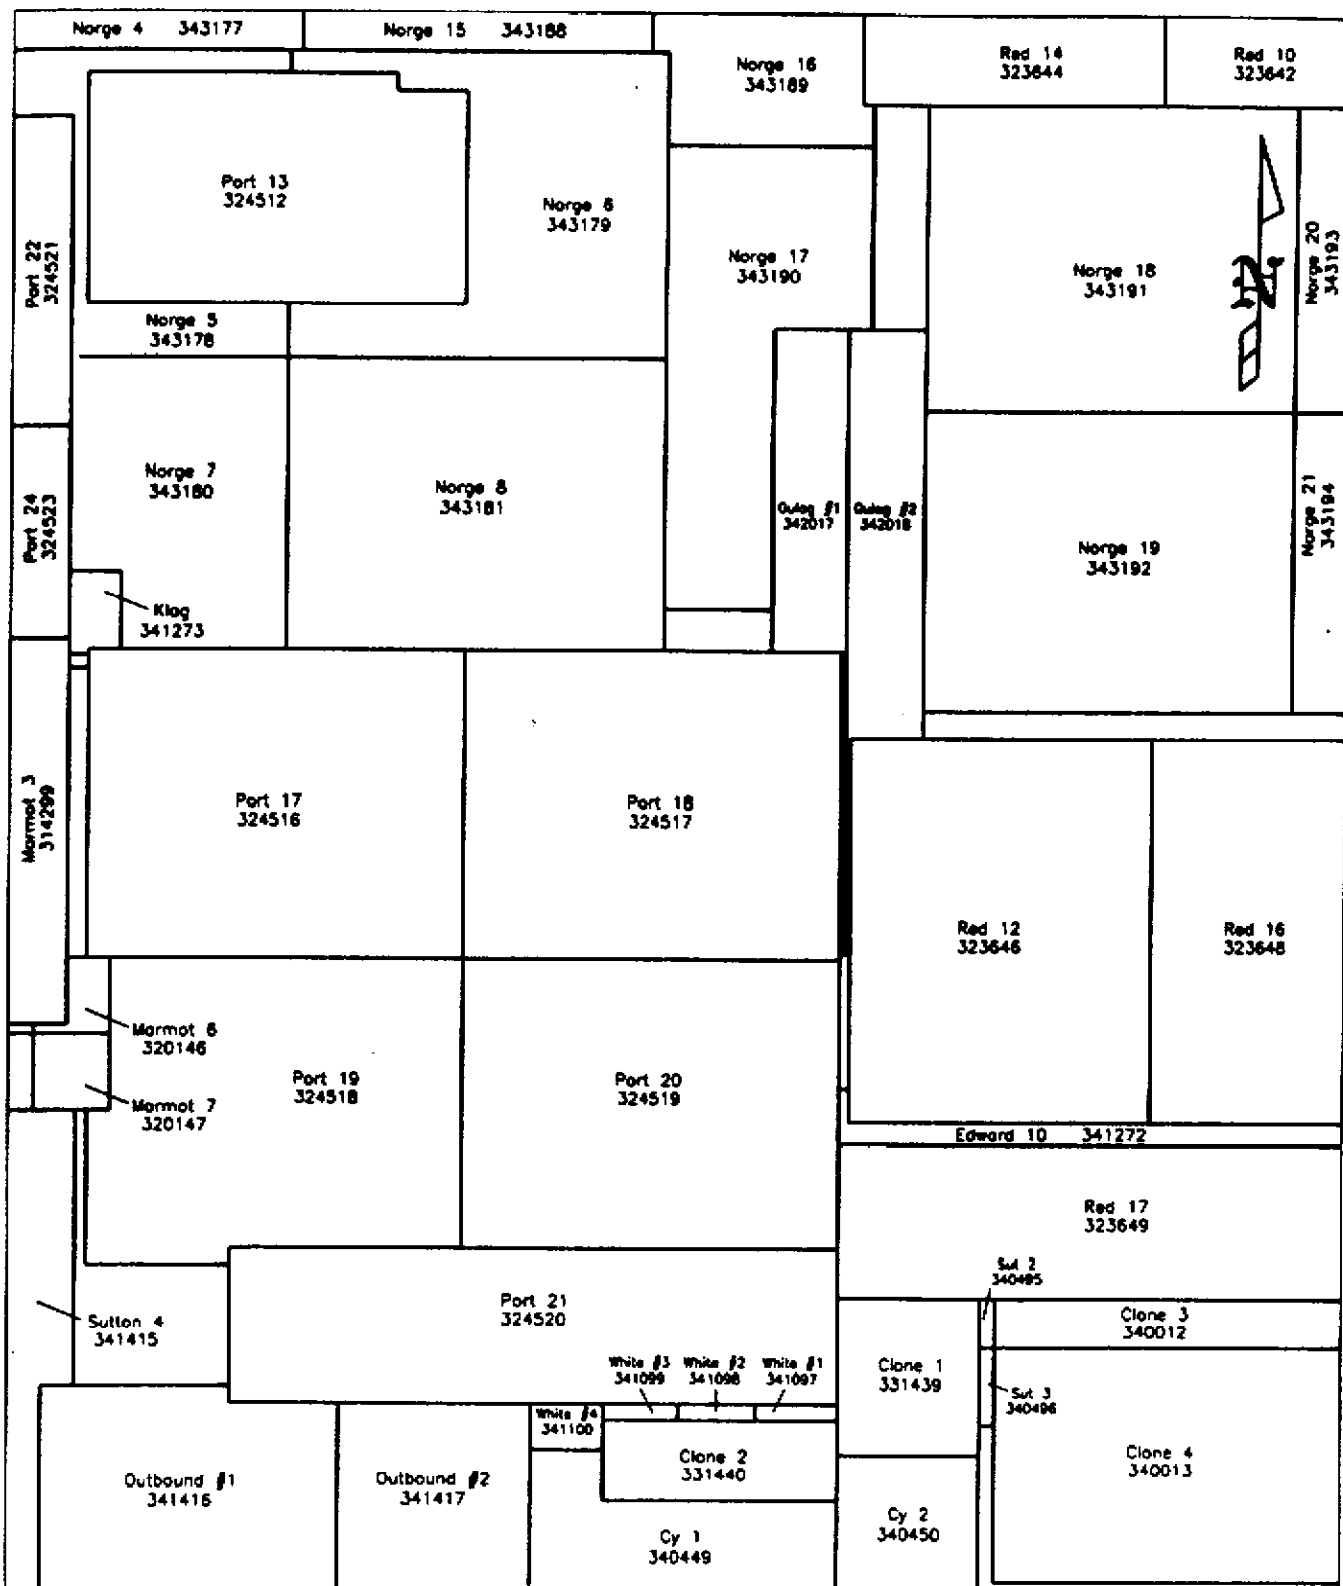 Norge 4 343177
Norge 15 343188
Norge 16
343189
Red 14
323644
Red 10
323642
Port 13
324512
Norge 6
343179
Port 22
324521
Norge 17
343190
Norge 18
343191
N
Norge 20
343193
Norge 5
343178
Norge 7
343180
Norge 8
343181
Port 24
324523
Gulag #1
342017
Gulag #2
342018
Norge 19
343192
Norge 21
343194
Klag
341273
Marmot 3
314299
Port 17
324516
Port 18
324517
Red 12
323646
Red 16
323648
Marmot 6
320146
Port 19
324518
Port 20
324519
Marmot 7
320147
Edward 10 341272
Red 17
323649
Sut 2
340495
Port 21
324520
Sutton 4
341415
Clone 3
340012
White #3
341099
White #2
341098
White #1
341097
Clone 1
331439
Sut 3
340496
White #4
341100
Clone 2
331440
Clone 4
340013
Outbound #1
341416
Outbound #2
341417
Cy 1
340449
Cy 2
340450